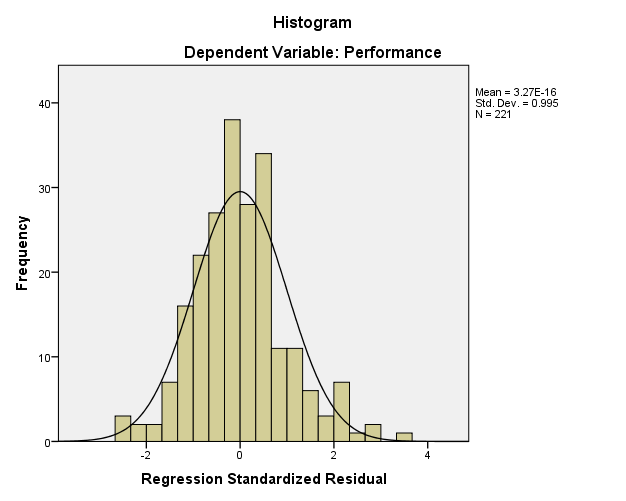 Histogram
Dependent Variable: Performance
Mean = 3.27E-16
Std. Dev. = 0.995
N = 221
Frequency
40
30
20
10
0
-2 0 2 4
Regression Standardized Residual